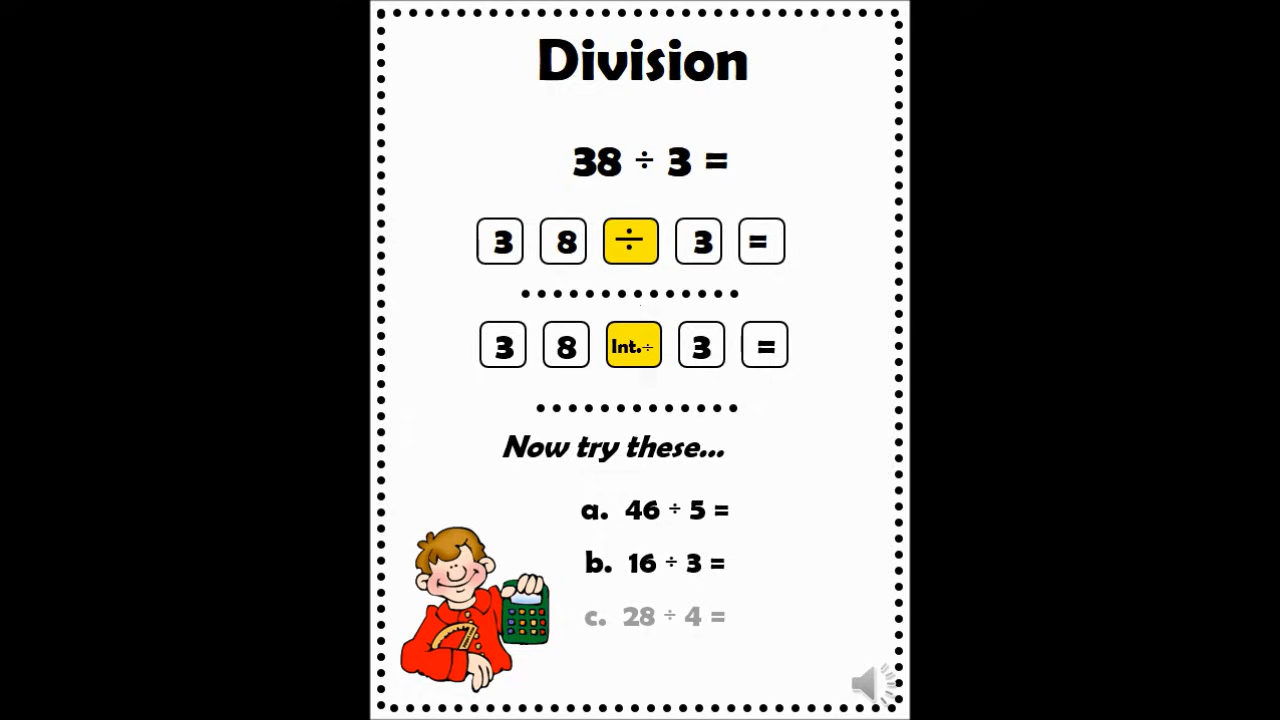 Division
38 ÷ 3 =
3 8 ÷ 3 =
3 8 Int.÷ 3 =
Now try these...
a. 46 ÷ 5 =
b. 16 ÷ 3 =
c. 28 ÷ 4 =